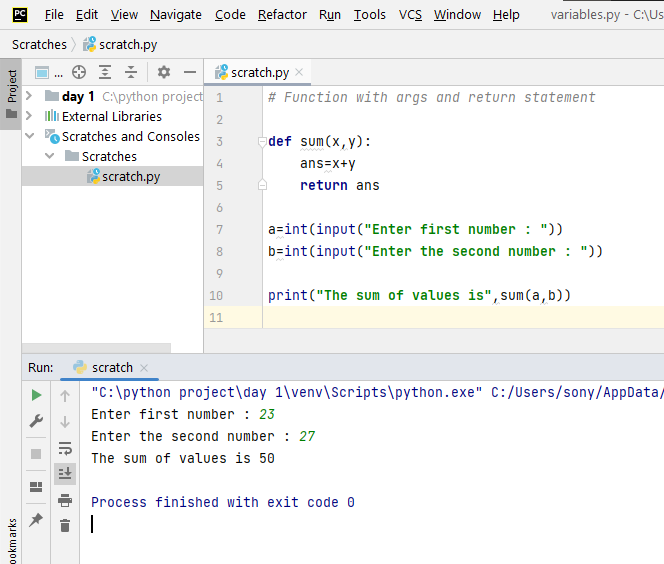 PC File Edit View Navigate Code Refactor Run Tools VCS Window Help variables.py - C:\Us
Scratches scratch.py
Project
... scratch.py
day 1 C:\python project
External Libraries
Scratches and Consoles
Scratches
scratch.py
1 # Function with args and return statement
2
3 def sum(x,y):
4 ans=x+y
5 return ans
6
7 a=int(input("Enter first number : "))
8 b=int(input("Enter the second number : "))
9
10 print("The sum of values is",sum(a,b))
11
Run: scratch
"C:\python project\day 1\venv\Scripts\python.exe" C:/Users/sony/AppData/
Enter first number : 23
Enter the second number : 27
The sum of values is 50
Process finished with exit code 0
ookmarks